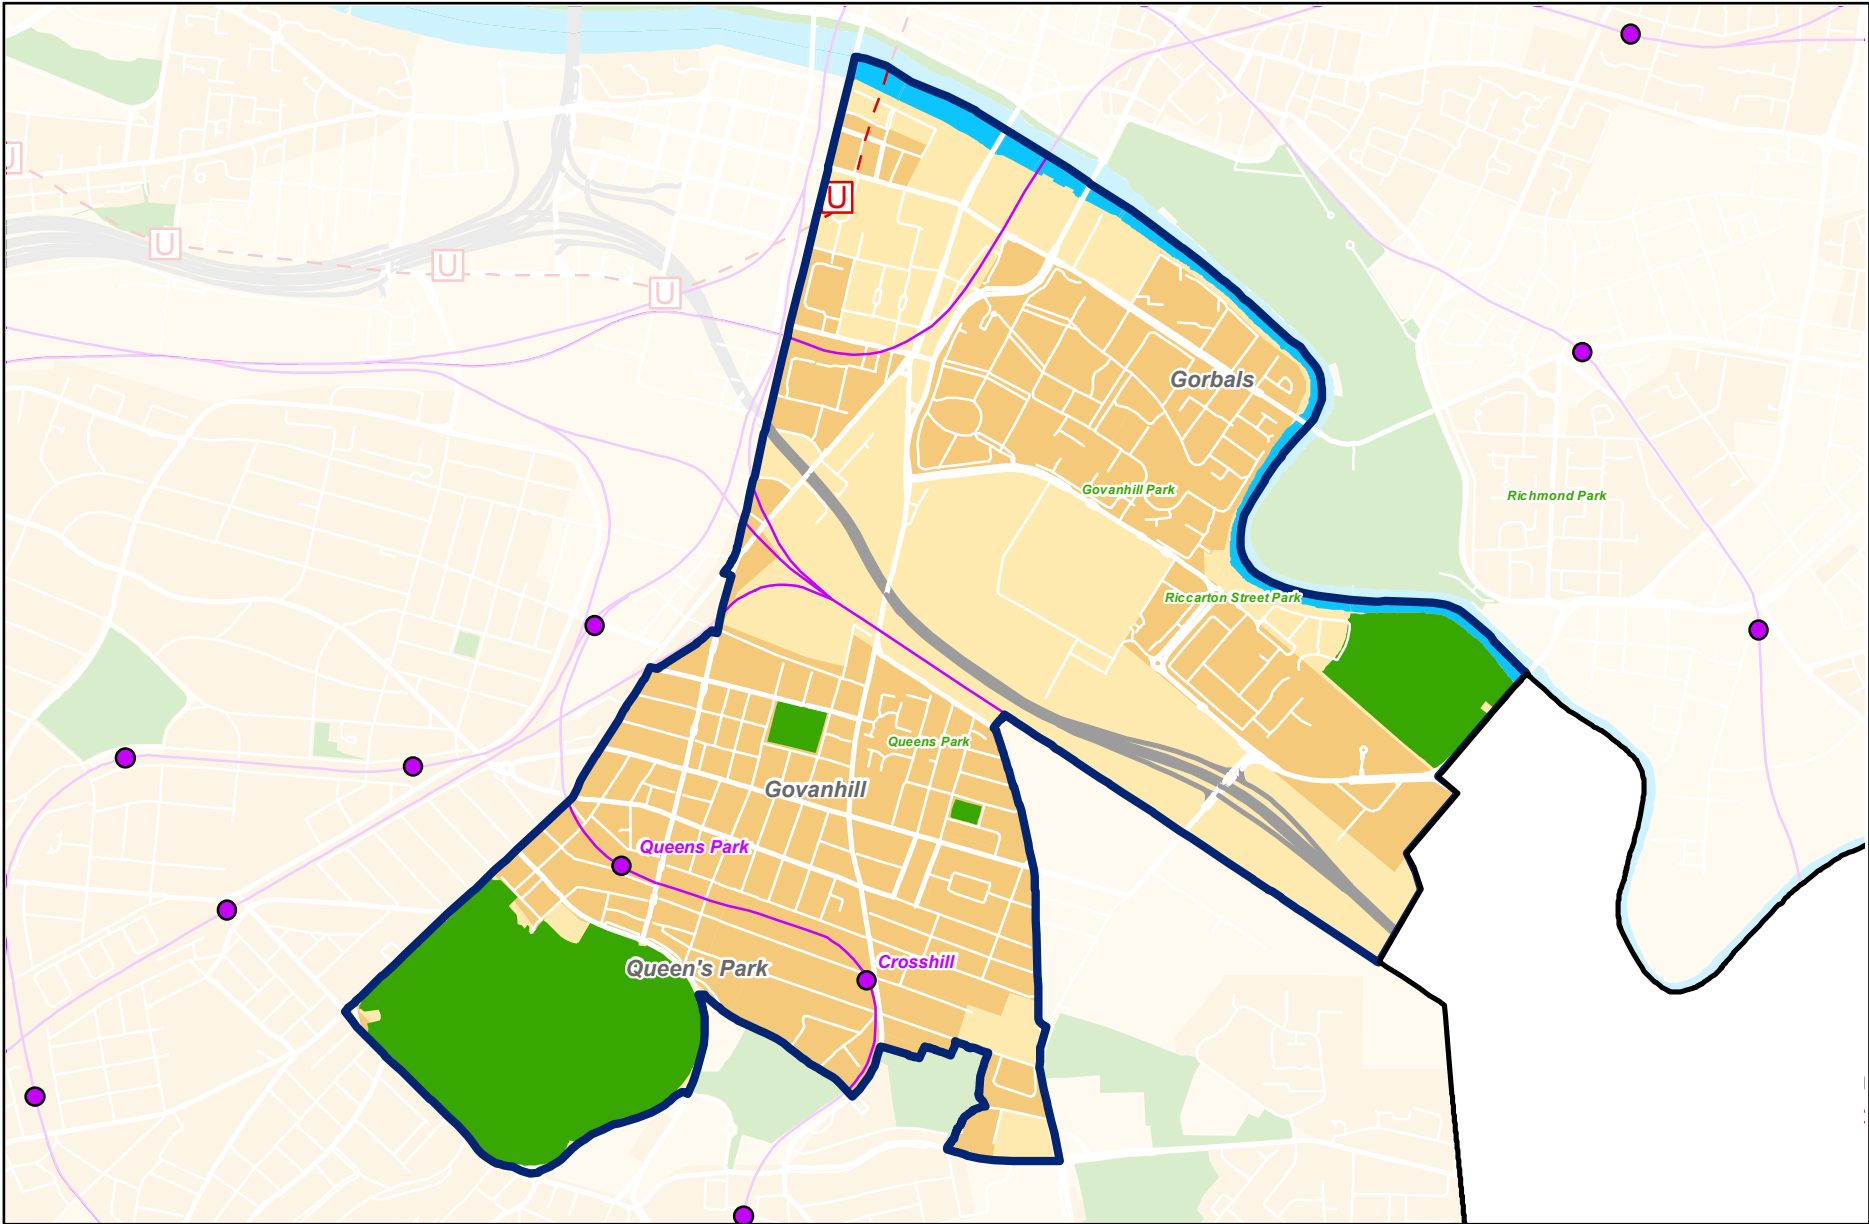 U
U
U
U
U
Gorbals
Govanhill Park
Richmond Park
Riccarton Street Park
Queens Park
Govanhill
Queens Park
Crosshill
Queen's Park